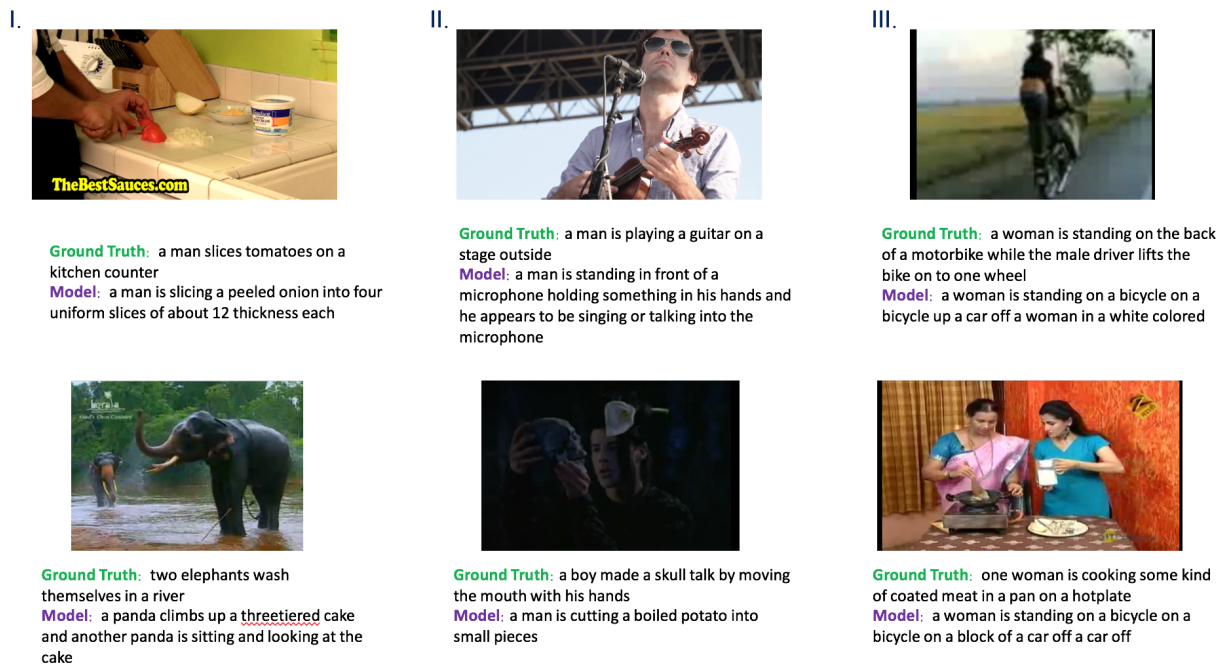 I.
II.
III.
TheBestSauces.com
Ground Truth: a man slices tomatoes on a
kitchen counter
Model: a man is slicing a peeled onion into four
uniform slices of about 12 thickness each
Ground Truth: a man is playing a guitar on a
stage outside
Model: a man is standing in front of a
microphone holding something in his hands and
he appears to be singing or talking into the
microphone
Ground Truth: a woman is standing on the back
of a motorbike while the male driver lifts the
bike on to one wheel
Model: a woman is standing on a bicycle on a
bicycle up a car off a woman in a white colored
kerala
God's Own Country
Ground Truth: two elephants wash
themselves in a river
Model: a panda climbs up a threetiered cake
and another panda is sitting and looking at the
cake
Ground Truth: a boy made a skull talk by moving
the mouth with his hands
Model: a man is cutting a boiled potato into
small pieces
Ground Truth: one woman is cooking some kind
of coated meat in a pan on a hotplate
Model: a woman is standing on a bicycle on a
bicycle on a block of a car off a car off